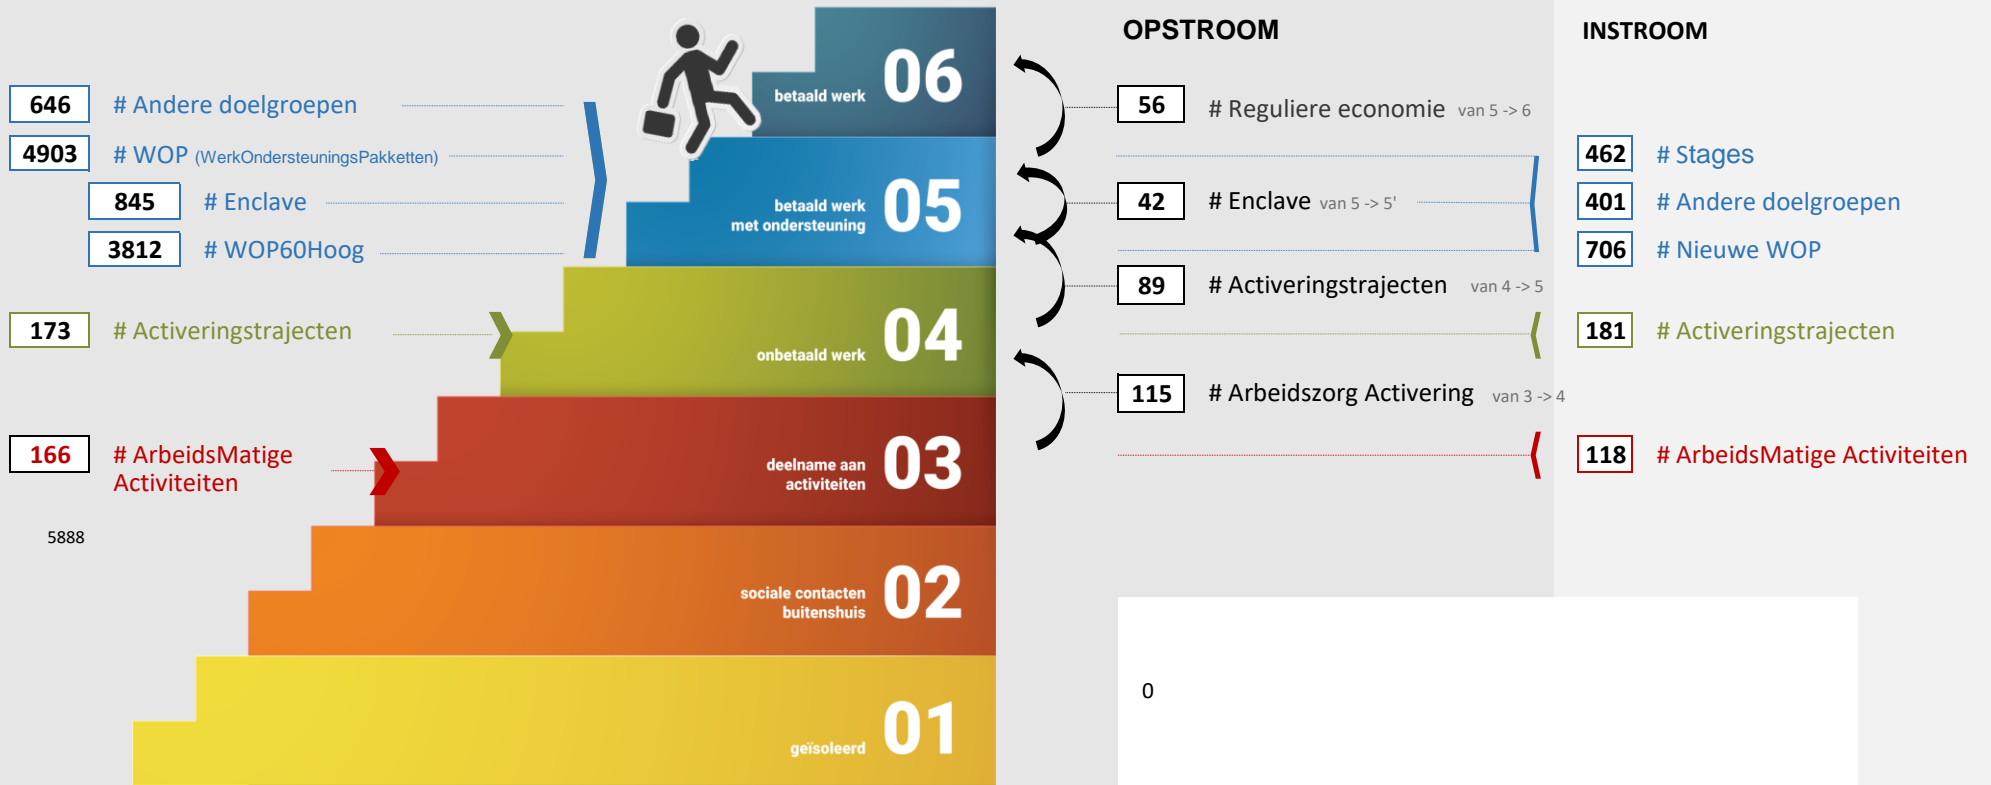 646 # Andere doelgroepen
4903 # WOP (WerkOndersteuningsPakketten)
845 # Enclave
3812 # WOP60Hoog
173 # Activeringstrajecten
166 # ArbeidsMatige
Activiteiten
5888
betaald werk 06
betaald werk
met ondersteuning 05
onbetaald werk 04
deelname aan
activiteiten 03
sociale contacten
buitenshuis 02
geïsoleerd 01
OPSTROOM
56 # Reguliere economie van 5 -> 6
42 # Enclave van 5 -> 5'
89 # Activeringstrajecten van 4 -> 5
115 # Arbeidszorg Activering van 3 -> 4
0
INSTROOM
462 # Stages
401 # Andere doelgroepen
706 # Nieuwe WOP
181 # Activeringstrajecten
118 # ArbeidsMatige Activiteiten